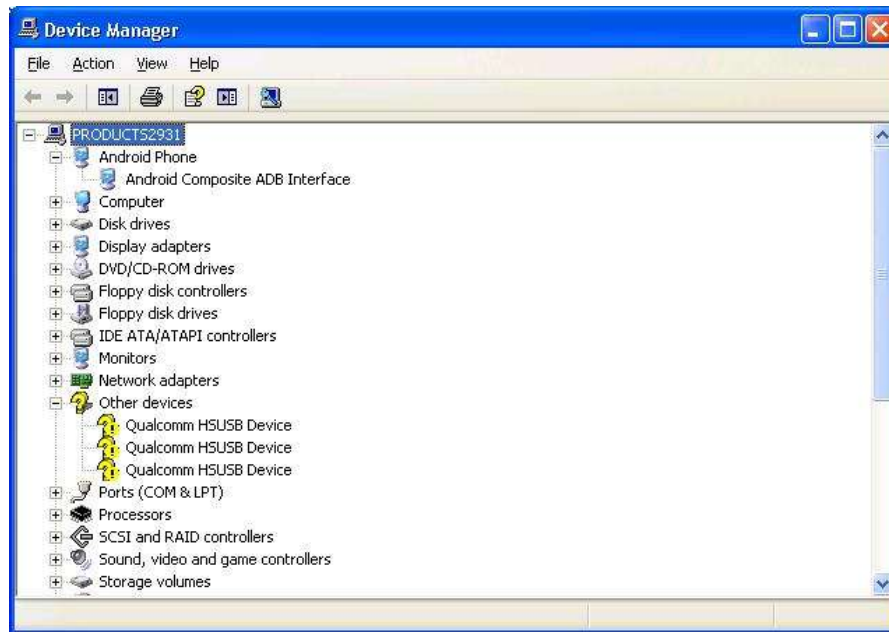 Device Manager
File Action View Help
PRODUCTS2931
Android Phone
Android Composite ADB Interface
Computer
Disk drives
Display adapters
DVD/CD-ROM drives
Floppy disk controllers
Floppy disk drives
IDE ATA/ATAPI controllers
Monitors
Network adapters
Other devices
Qualcomm HSUSB Device
Qualcomm HSUSB Device
Qualcomm HSUSB Device
Ports (COM & LPT)
Processors
SCSI and RAID controllers
Sound, video and game controllers
Storage volumes